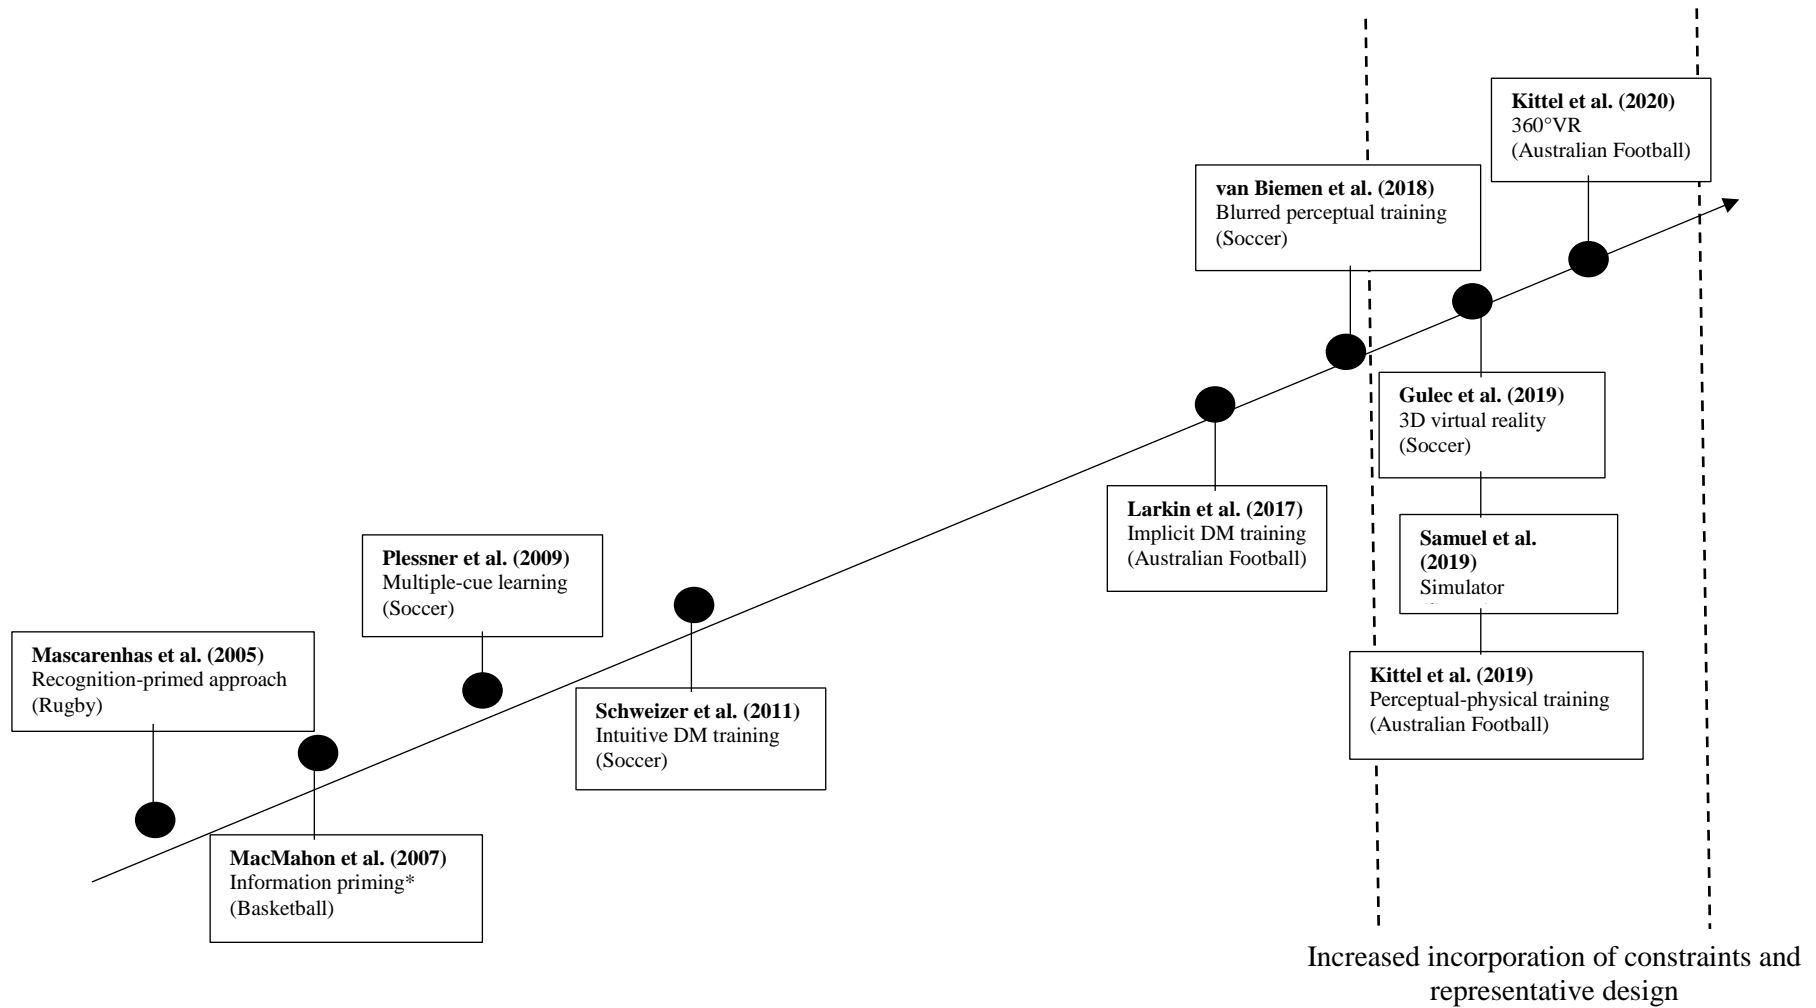 Kittel et al. (2020)
360°VR
(Australian Football)
van Biemen et al. (2018)
Blurred perceptual training
(Soccer)
Gulec et al. (2019)
3D virtual reality
(Soccer)
Larkin et al. (2017)
Implicit DM training
(Australian Football)
Samuel et al.
(2019)
Simulator
Plessner et al. (2009)
Multiple-cue learning
(Soccer)
Mascarenhas et al. (2005)
Recognition-primed approach
(Rugby)
Kittel et al. (2019)
Perceptual-physical training
(Australian Football)
Schweizer et al. (2011)
Intuitive DM training
(Soccer)
MacMahon et al. (2007)
Information priming*
(Basketball)
Increased incorporation of constraints and
representative design